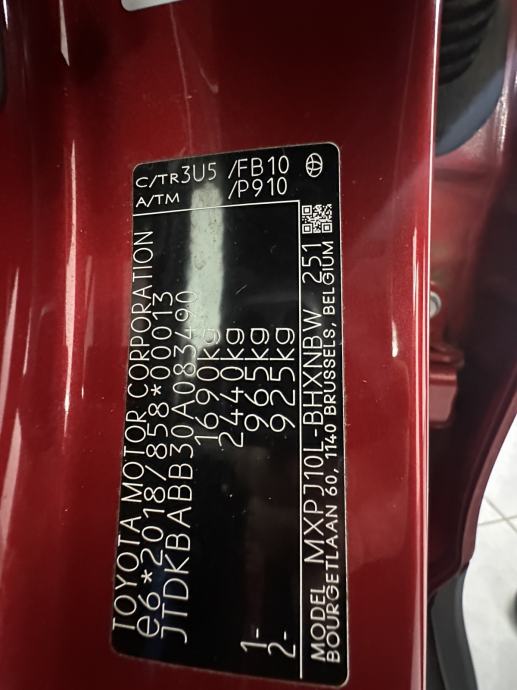 TOYOTA MOTOR CORPORATION
e6*2018/858*00013
JTDKBABB30A083490
1690kg
2440kg
1- 965kg
2- 925kg
MODEL MXPJ10L-BHXNBW 251
BOURGETLAAN 60, 1140 BRUSSELS, BELGIUM
C/TR3U5 /FB10
A/TM /P910